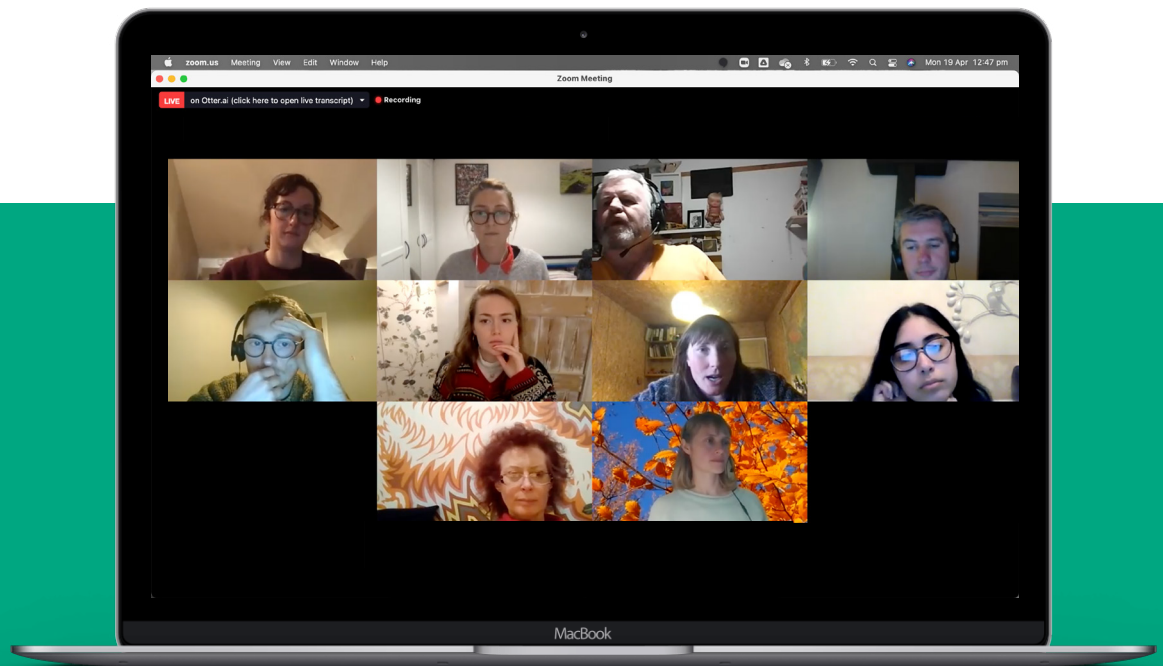 zoom.us Meeting View Edit Window Help Mon 19 Apr 12:47 pm
Zoom Meeting
LIVE on Otter.ai (click here to open live transcript) Recording
MacBook